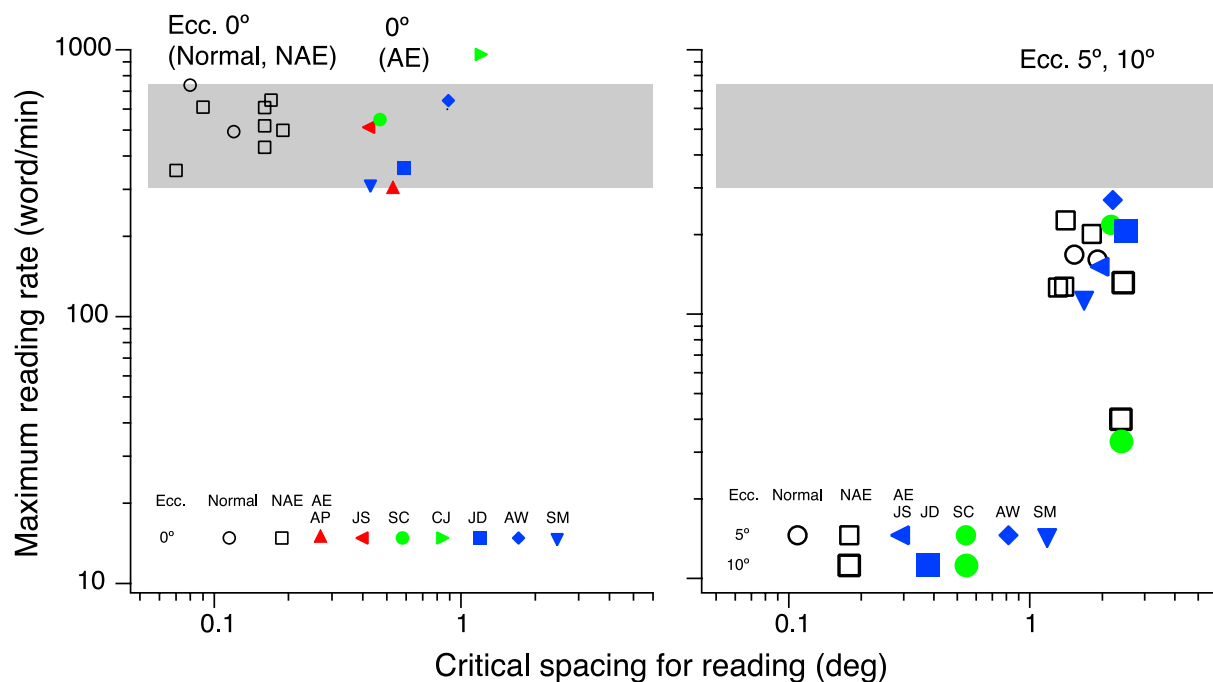 Ecc. 0º
(Normal, NAE)
0º
(AE)
Ecc. 5º, 10º
1000
100
10
Maximum reading rate (word/min)
Ecc. Normal NAE AE
AP JS SC CJ JD AW SM
0º
Ecc. Normal NAE AE
JS JD SC AW SM
5º
10º
0.1 1
0.1 1
Critical spacing for reading (deg)